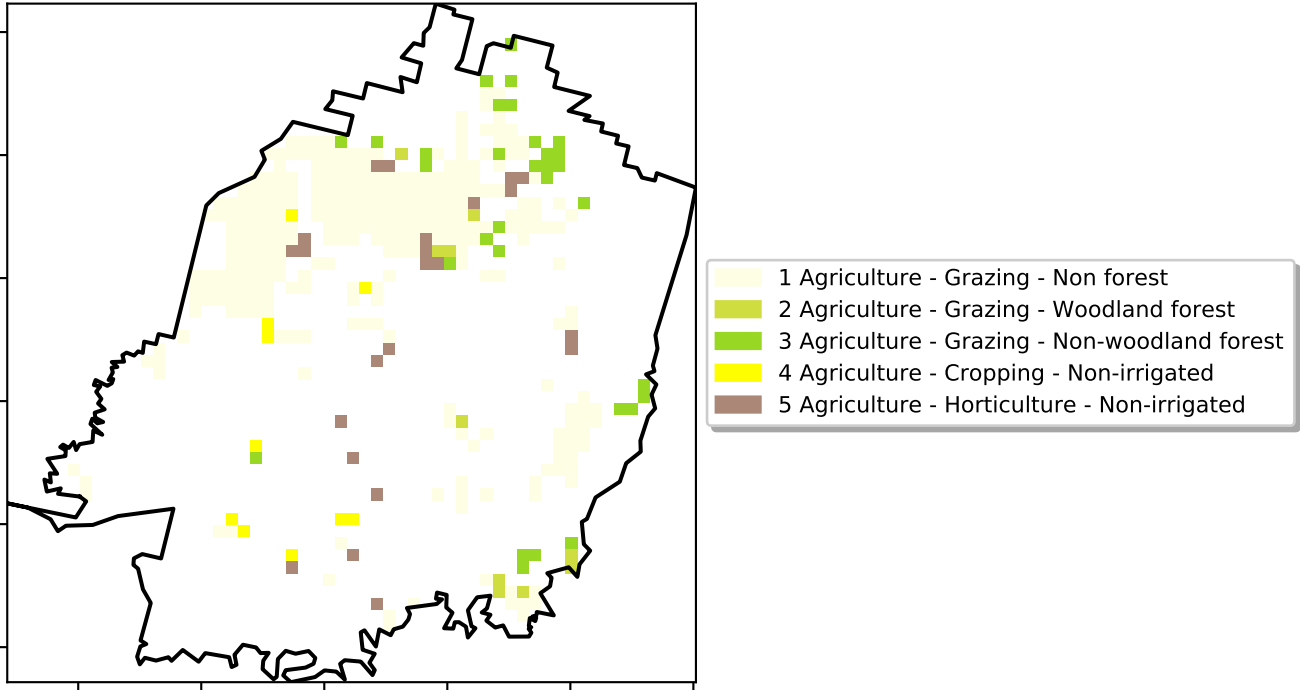 1 Agriculture - Grazing - Non forest
2 Agriculture - Grazing - Woodland forest
3 Agriculture - Grazing - Non-woodland forest
4 Agriculture - Cropping - Non-irrigated
5 Agriculture - Horticulture - Non-irrigated